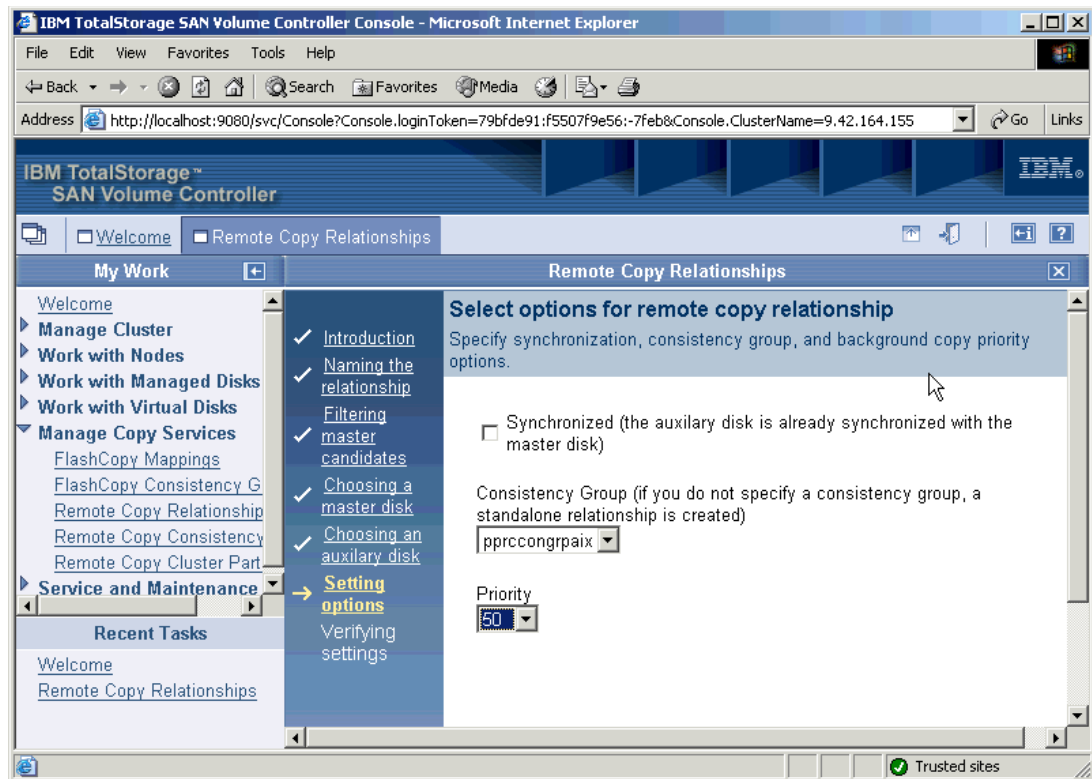 IBM TotalStorage SAN Volume Controller Console - Microsoft Internet Explorer
File Edit View Favorites Tools Help
Back Search Favorites Media
Address http://localhost:9080/svc/Console?Console.loginToken=79bfde91:f5507f9e56:-7feb&Console.ClusterName=9.42.164.155 Go Links
IBM TotalStorage™
SAN Volume Controller
IBM®
Welcome Remote Copy Relationships
My Work
Remote Copy Relationships
Welcome
Manage Cluster
Work with Nodes
Work with Managed Disks
Work with Virtual Disks
Manage Copy Services
FlashCopy Mappings
FlashCopy Consistency G
Remote Copy Relationship
Remote Copy Consistency
Remote Copy Cluster Part
Service and Maintenance
Recent Tasks
Welcome
Remote Copy Relationships
Introduction
Naming the
relationship
Filtering
master
candidates
Choosing a
master disk
Choosing an
auxilary disk
Setting
options
Verifying
settings
Select options for remote copy relationship
Specify synchronization, consistency group, and background copy priority
options.
Synchronized (the auxilary disk is already synchronized with the
master disk)
Consistency Group (if you do not specify a consistency group, a
standalone relationship is created)
pprccongrpaix
Priority
50
Trusted sites